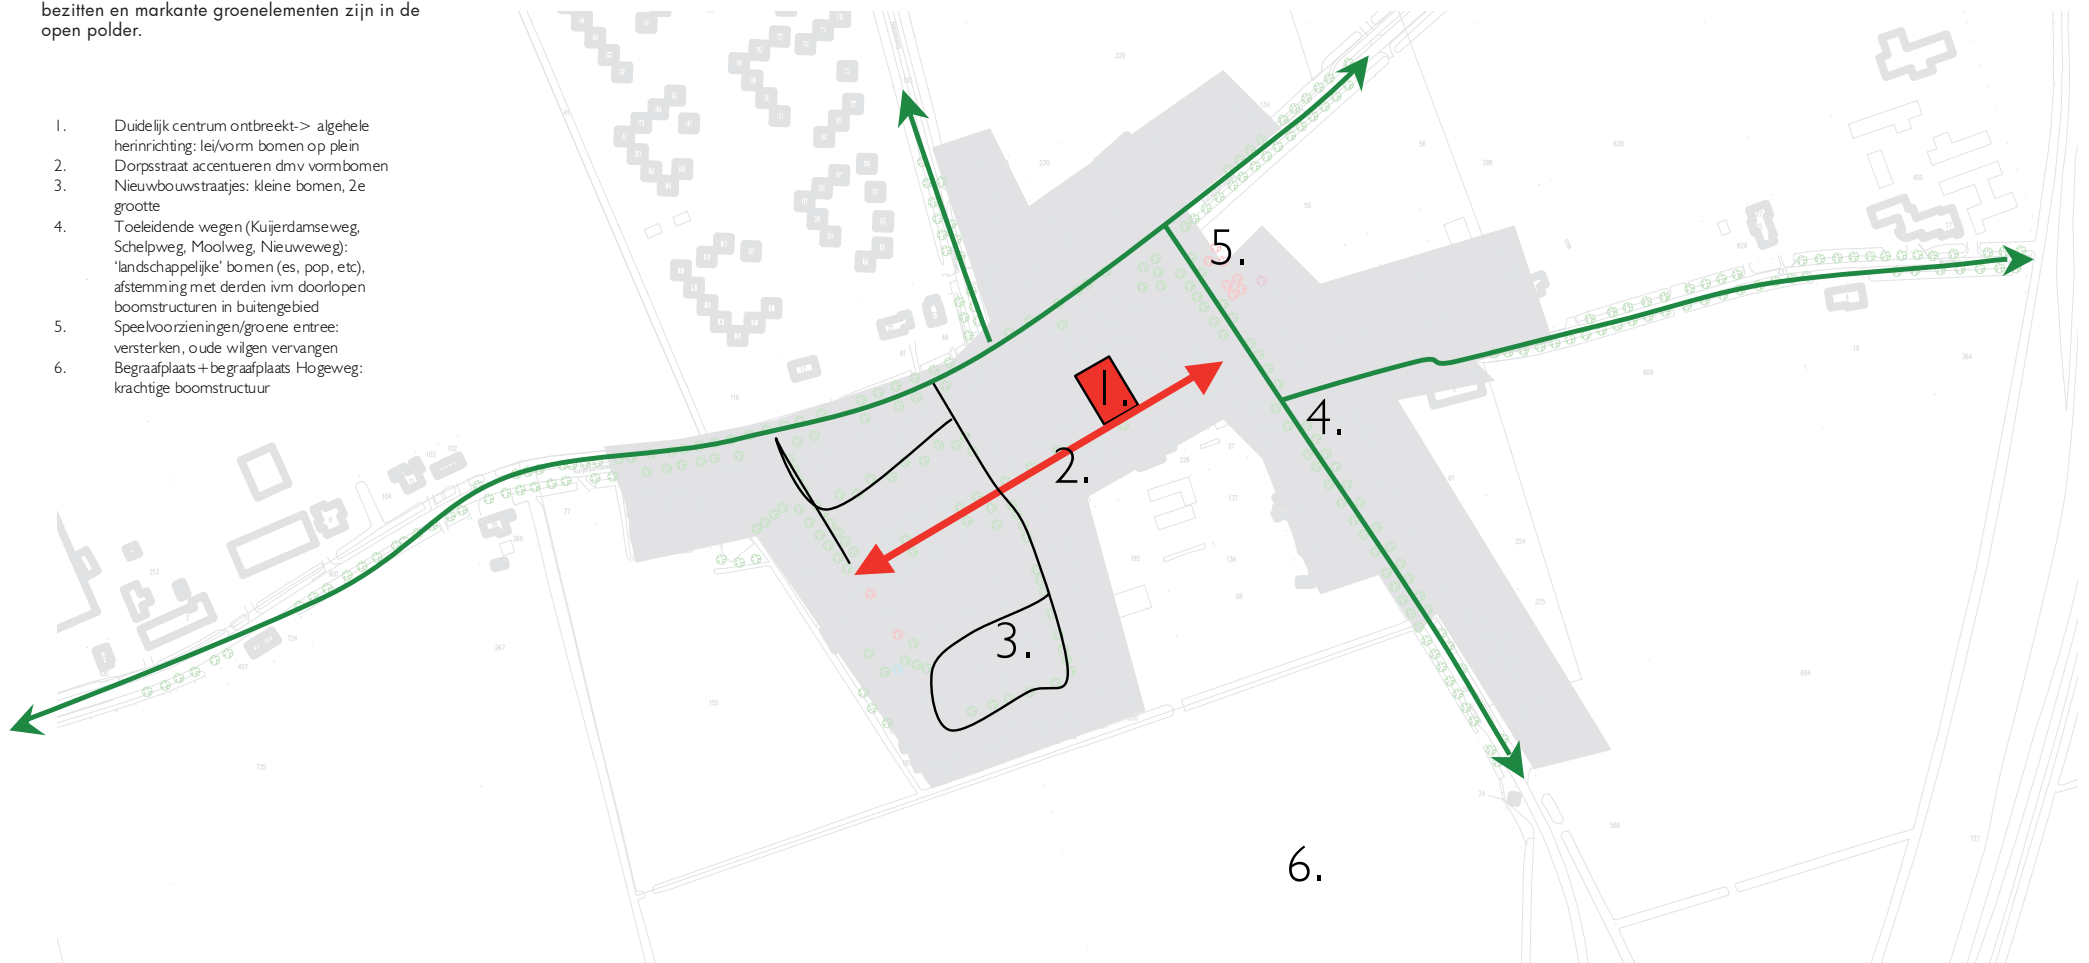 bezitten en markante groenelementen zijn in de
open polder.
1. Duidelijk centrum ontbreekt-> algehele
herinrichting: lei/vorm bomen op plein
2. Dorpsstraat accentueren dmv vormbomen
3. Nieuwbouwstraatjes: kleine bomen, 2e
grootte
4. Toeleidende wegen (Kuijerdamseweg,
Schelpweg, Moolweg, Nieuweweg):
‘landschappelijke’ bomen (es, pop, etc),
afstemming met derden ivm doorlopen
boomstructuren in buitengebied
5. Speelvoorzieningen/groene entree:
versterken, oude wilgen vervangen
6. Begraafplaats+begraafplaats Hogeweg:
krachtige boomstructuur
5.
1.
4.
2.
3.
6.